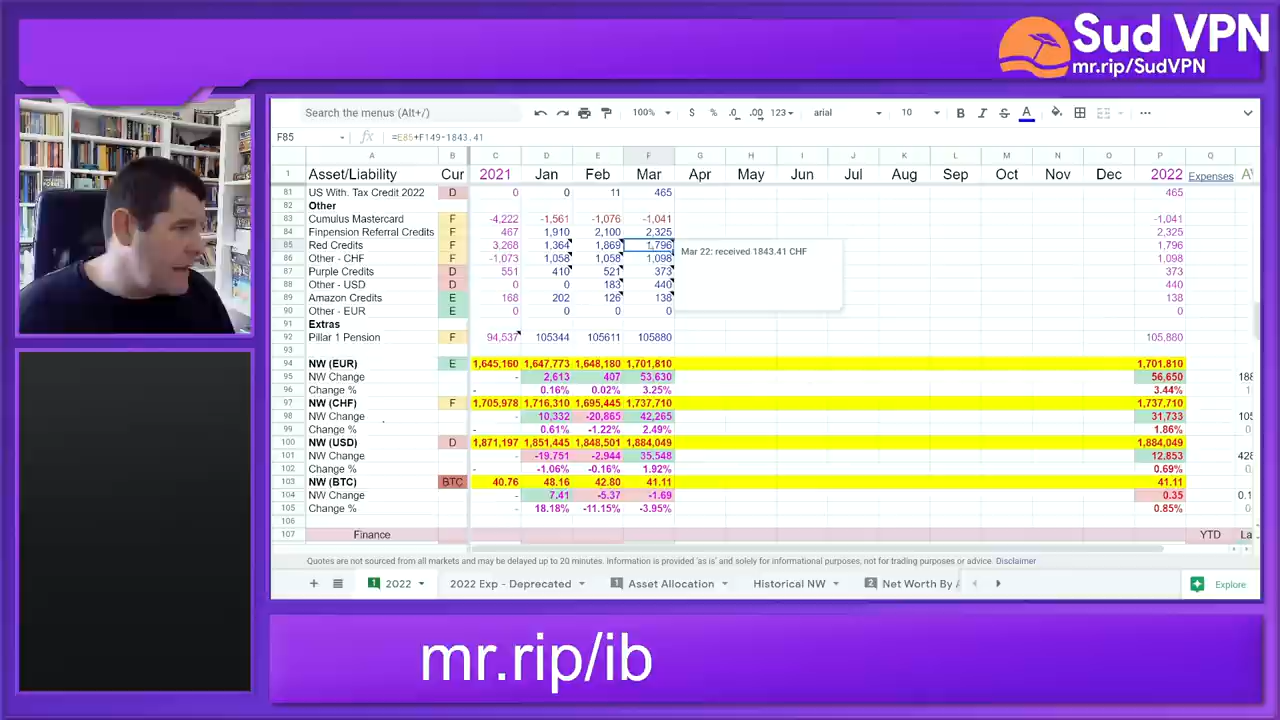 Sud VPN
mr.rip/SudVPN
Search the menus (Alt+/) 100% $ % .0 .00 123 arial 10 B I S A
F85 fx =E85+F149-1843.41
A B C D E F G H I J K L M N O P Q
1 Asset/Liability Cur 2021 Jan Feb Mar Apr May Jun Jul Aug Sep Oct Nov Dec 2022 Expenses
81 US With. Tax Credit 2022 D 0 0 11 465 465
82 Other
83 Cumulus Mastercard F -4,222 -1,561 -1,076 -1,041 -1,041
84 Finpension Referral Credits F 467 1,910 2,100 2,325 2,325
85 Red Credits F 3,268 1,364 1,869 1,796 1,796
Mar 22: received 1843.41 CHF
86 Other - CHF F -1,073 1,058 1,058 1,098 1,098
87 Purple Credits D 551 410 521 373 373
88 Other - USD D 0 0 183 440 440
89 Amazon Credits E 168 202 126 138 138
90 Other - EUR E 0 0 0 0 0
91 Extras
92 Pillar 1 Pension F 94,537 105344 105611 105880 105,880
93
94 NW (EUR) E 1,645,160 1,647,773 1,648,180 1,701,810 1,701,810
95 NW Change - 2,613 407 53,630 56,650 188
96 Change % - 0.16% 0.02% 3.25% 3.44%
97 NW (CHF) F 1,705,978 1,716,310 1,695,445 1,737,710 1,737,710
98 NW Change - 10,332 -20,865 42,265 31,733 105
99 Change % - 0.61% -1.22% 2.49% 1.86%
100 NW (USD) D 1,871,197 1,851,445 1,848,501 1,884,049 1,884,049
101 NW Change - -19,751 -2,944 35,548 12,853 428
102 Change % - -1.06% -0.16% 1.92% 0.69%
103 NW (BTC) BTC 40.76 48.16 42.80 41.11 41.11
104 NW Change - 7.41 -5.37 -1.69 0.35 0.1
105 Change % - 18.18% -11.15% -3.95% 0.85%
106
107 Finance YTD La
Quotes are not sourced from all markets and may be delayed up to 20 minutes. Information is provided 'as is' and solely for informational purposes, not for trading purposes or advice. Disclaimer
+ 1 2022 2022 Exp - Deprecated 1 Asset Allocation Historical NW 2 Net Worth By Explore
mr.rip/ib